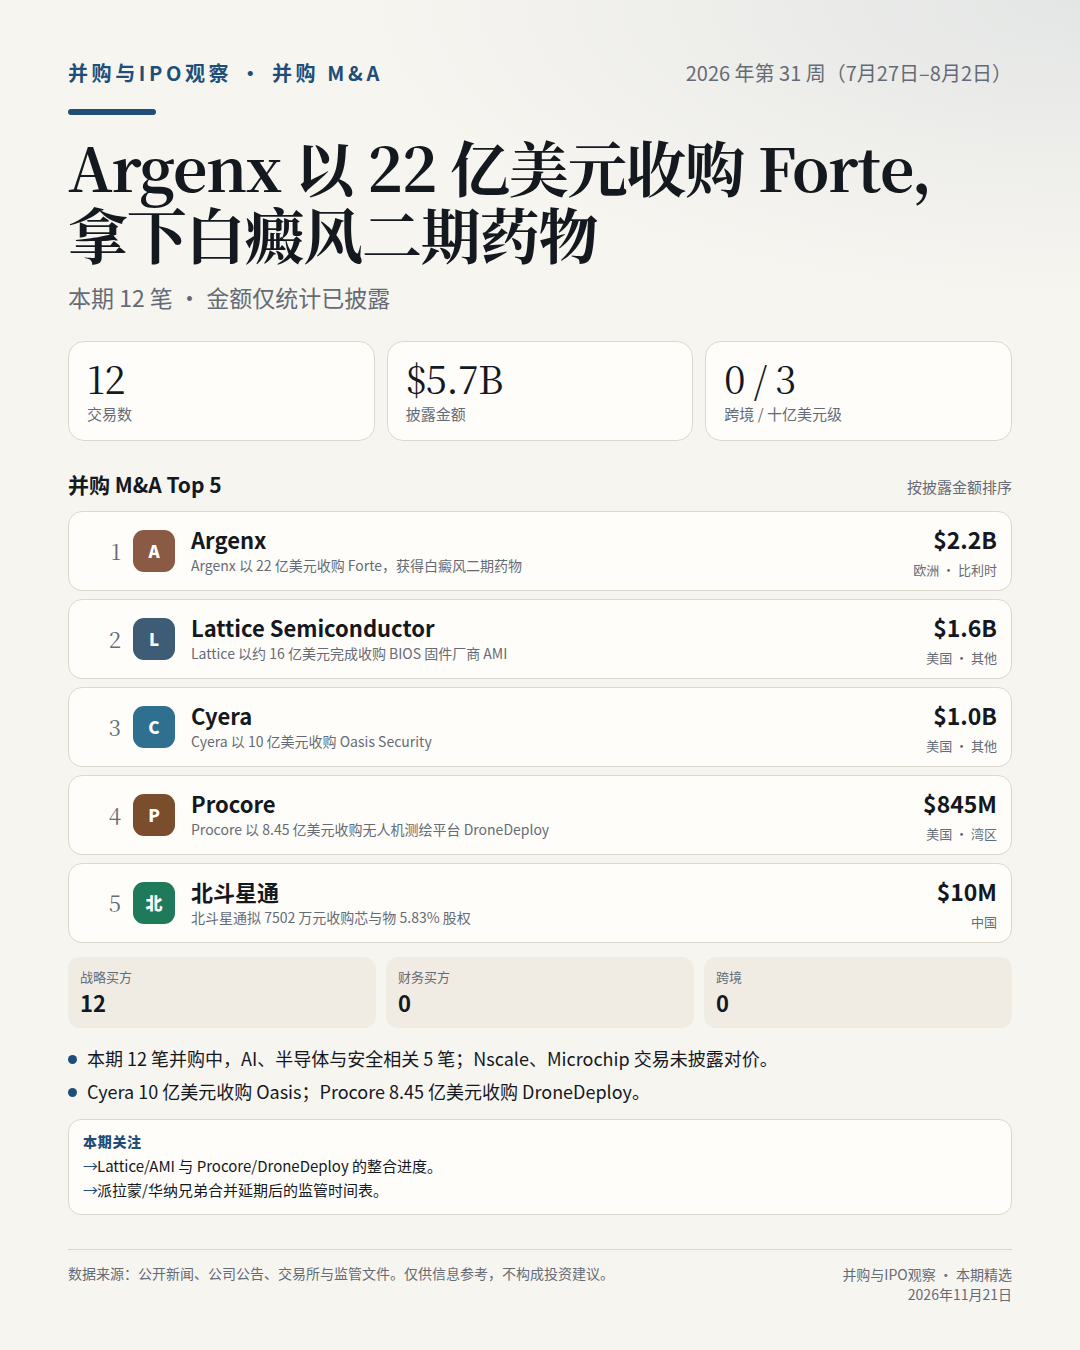 并购与IPO观察 · 并购 M&A
2026 年第 31 周（7月27日–8月2日）
Argenx 以 22 亿美元收购 Forte,
拿下白癜风二期药物
本期 12 笔 · 金额仅统计已披露
12
交易数
$5.7B
披露金额
0 / 3
跨境 / 十亿美元级
并购 M&A Top 5
按披露金额排序
1
A
Argenx
Argenx 以 22 亿美元收购 Forte，获得白癜风二期药物
$2.2B
欧洲 · 比利时
2
L
Lattice Semiconductor
Lattice 以约 16 亿美元完成收购 BIOS 固件厂商 AMI
$1.6B
美国 · 其他
3
C
Cyera
Cyera 以 10 亿美元收购 Oasis Security
$1.0B
美国 · 其他
4
P
Procore
Procore 以 8.45 亿美元收购无人机测绘平台 DroneDeploy
$845M
美国 · 湾区
5
北
北斗星通
北斗星通拟 7502 万元收购芯与物 5.83% 股权
$10M
中国
战略买方
12
财务买方
0
跨境
0
本期 12 笔并购中，AI、半导体与安全相关 5 笔；Nscale、Microchip 交易未披露对价。
Cyera 10 亿美元收购 Oasis；Procore 8.45 亿美元收购 DroneDeploy。
本期关注
→Lattice/AMI 与 Procore/DroneDeploy 的整合进度。
→派拉蒙/华纳兄弟合并延期后的监管时间表。
数据来源：公开新闻、公司公告、交易所与监管文件。仅供信息参考，不构成投资建议。
并购与IPO观察 · 本期精选
2026年11月21日